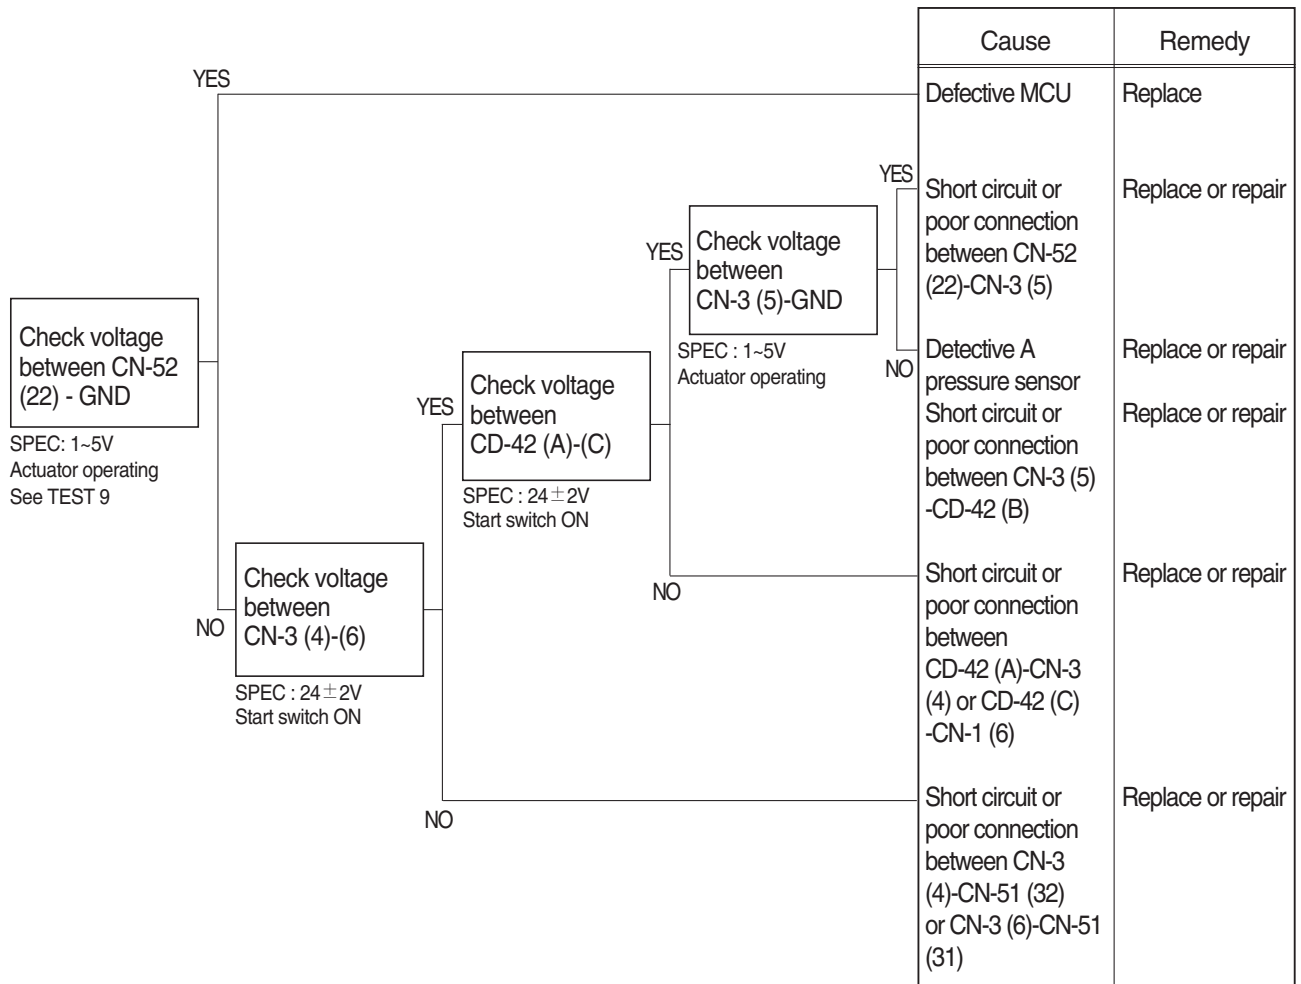 Cause
Remedy
YES
Defective MCU
Replace
YES
Short circuit or
poor connection
between CN-52
(22)-CN-3 (5)
Replace or repair
YES
Check voltage
between
CN-3 (5)-GND
SPEC : 1~5V
Actuator operating
NO
Detective A
pressure sensor
Replace or repair
Short circuit or
poor connection
between CN-3 (5)
-CD-42 (B)
Replace or repair
Check voltage
between CN-52
(22) - GND
SPEC: 1~5V
Actuator operating
See TEST 9
YES
Check voltage
between
CD-42 (A)-(C)
SPEC : 24±2V
Start switch ON
NO
Short circuit or
poor connection
between
CD-42 (A)-CN-3
(4) or CD-42 (C)
-CN-1 (6)
Replace or repair
NO
Check voltage
between
CN-3 (4)-(6)
SPEC : 24±2V
Start switch ON
NO
Short circuit or
poor connection
between CN-3
(4)-CN-51 (32)
or CN-3 (6)-CN-51
(31)
Replace or repair